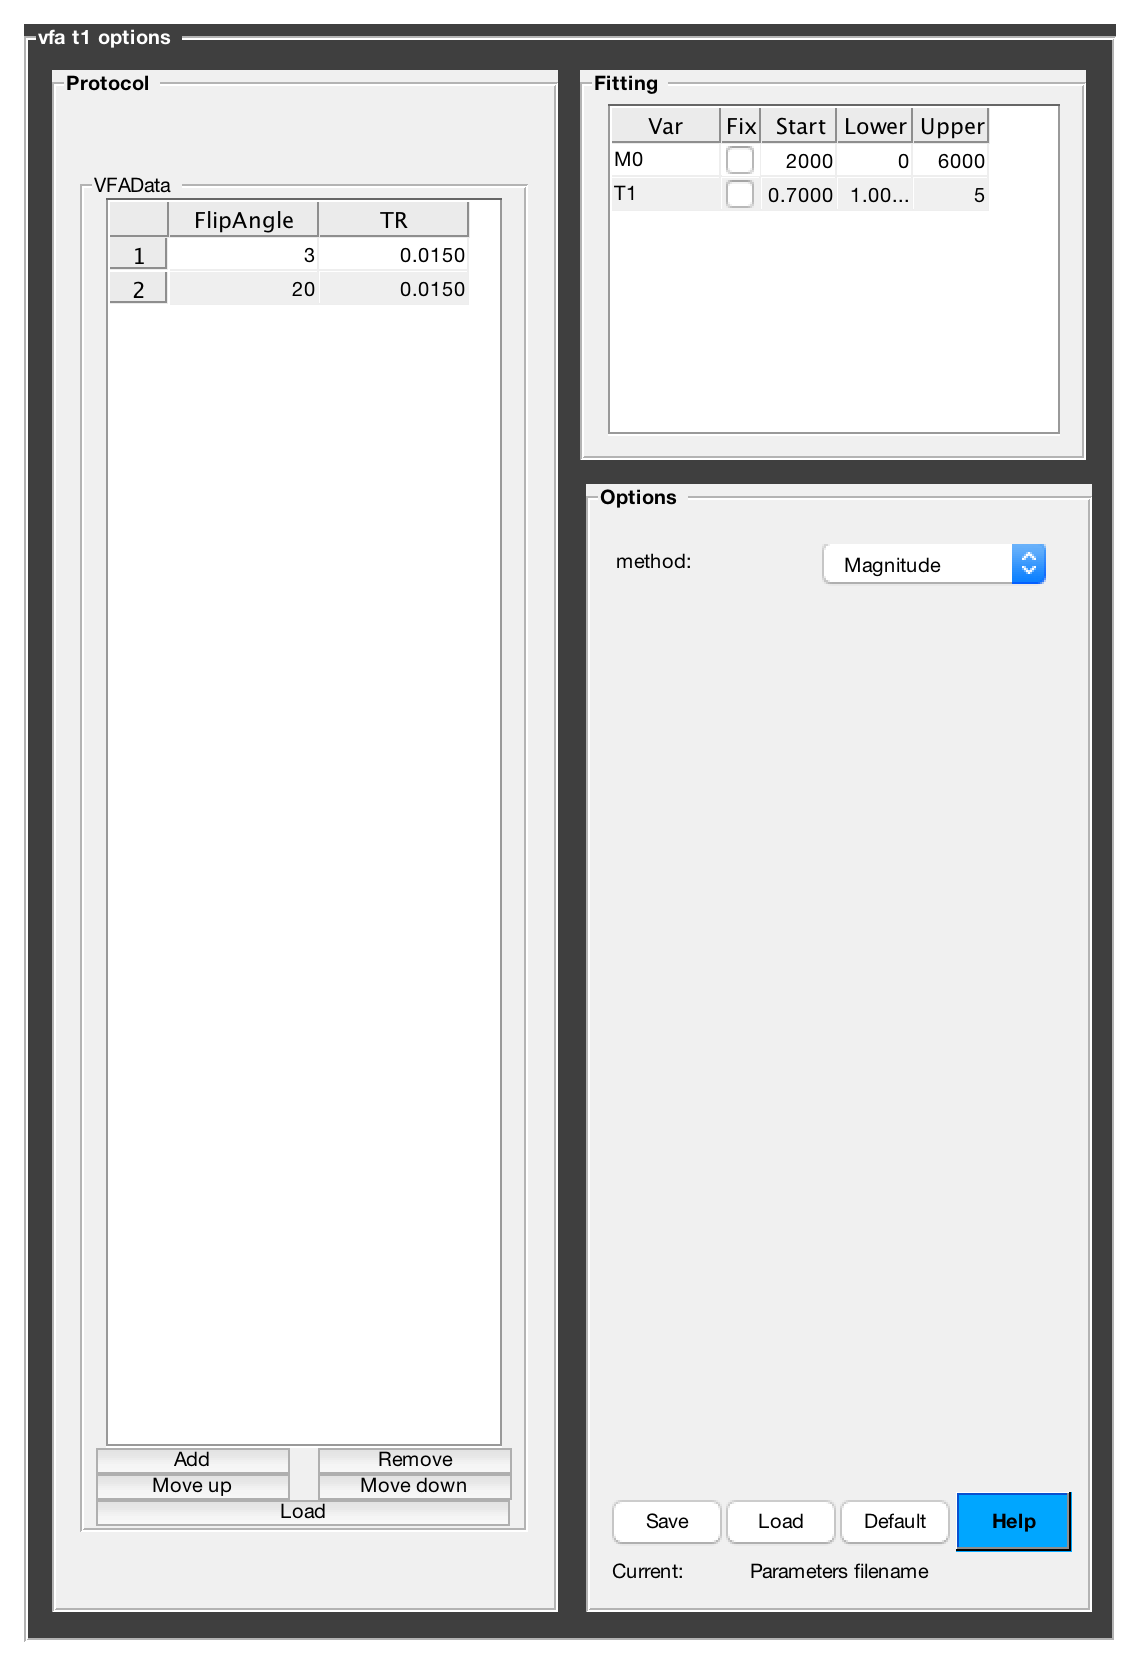 vfa t1 options
Protocol
VFAData
FlipAngle TR
1 3 0.0150
2 20 0.0150
Add Remove
Move up Move down
Load
Fitting
Var Fix Start Lower Upper
M0 2000 0 6000
T1 0.7000 1.00... 5
Options
method: Magnitude
Save Load Default Help
Current: Parameters filename